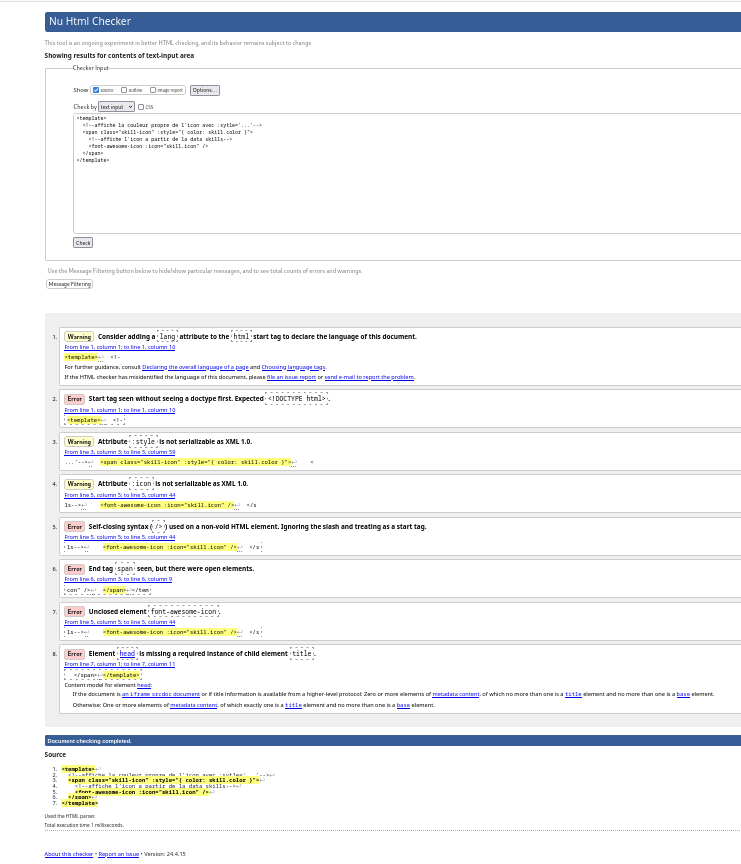 Nu Html Checker
This tool is an ongoing experiment in better HTML checking, and its behavior remains subject to change
Showing results for contents of text-input area
Checker Input
Show source outline image report Options...
Check by text input CSS
<template>
<!--affiche la couleur propre de l'icon avec :sytle='...'-->
<span class="skill-icon" :style="{ color: skill.color }">
<!--affiche l'icon a partir de la data skills-->
<font-awesome-icon :icon="skill.icon" />
</span>
</template>
Check
Use the Message Filtering button below to hide/show particular messages, and to see total counts of errors and warnings.
Message Filtering
1. Warning Consider adding a lang attribute to the html start tag to declare the language of this document.
From line 1, column 1; to line 1, column 10
<template>↩ <!-
For further guidance, consult Declaring the overall language of a page and Choosing language tags.
If the HTML checker has misidentified the language of this document, please file an issue report or send e-mail to report the problem.
2. Error Start tag seen without seeing a doctype first. Expected <!DOCTYPE html>.
From line 1, column 1; to line 1, column 10
<template>↩ <!-
3. Warning Attribute :style is not serializable as XML 1.0.
From line 3, column 3; to line 3, column 59
...'-->↩ <span class="skill-icon" :style="{ color: skill.color }">↩ <
4. Warning Attribute :icon is not serializable as XML 1.0.
From line 5, column 5; to line 5, column 44
ls-->↩ <font-awesome-icon :icon="skill.icon" />↩ </s
5. Error Self-closing syntax (/>) used on a non-void HTML element. Ignoring the slash and treating as a start tag.
From line 5, column 5; to line 5, column 44
ls-->↩ <font-awesome-icon :icon="skill.icon" />↩ </s
6. Error End tag span seen, but there were open elements.
From line 6, column 3; to line 6, column 9
con" />↩ </span>↩</tem
7. Error Unclosed element font-awesome-icon.
From line 5, column 5; to line 5, column 44
ls-->↩ <font-awesome-icon :icon="skill.icon" />↩ </s
8. Error Element head is missing a required instance of child element title.
From line 7, column 1; to line 7, column 11
</span>↩</template>
Content model for element head:
If the document is an iframe srcdoc document or if title information is available from a higher-level protocol: Zero or more elements of metadata content, of which no more than one is a title element and no more than one is a base element.
Otherwise: One or more elements of metadata content, of which exactly one is a title element and no more than one is a base element.
Document checking completed.
Source
1. <template>↩
2. <!--affiche la couleur propre de l'icon avec :sytle='...'-->↩
3. <span class="skill-icon" :style="{ color: skill.color }">↩
4. <!--affiche l'icon a partir de la data skills-->↩
5. <font-awesome-icon :icon="skill.icon" />↩
6. </span>↩
7. </template>
Used the HTML parser.
Total execution time 1 milliseconds.
About this checker • Report an issue • Version: 24.4.15